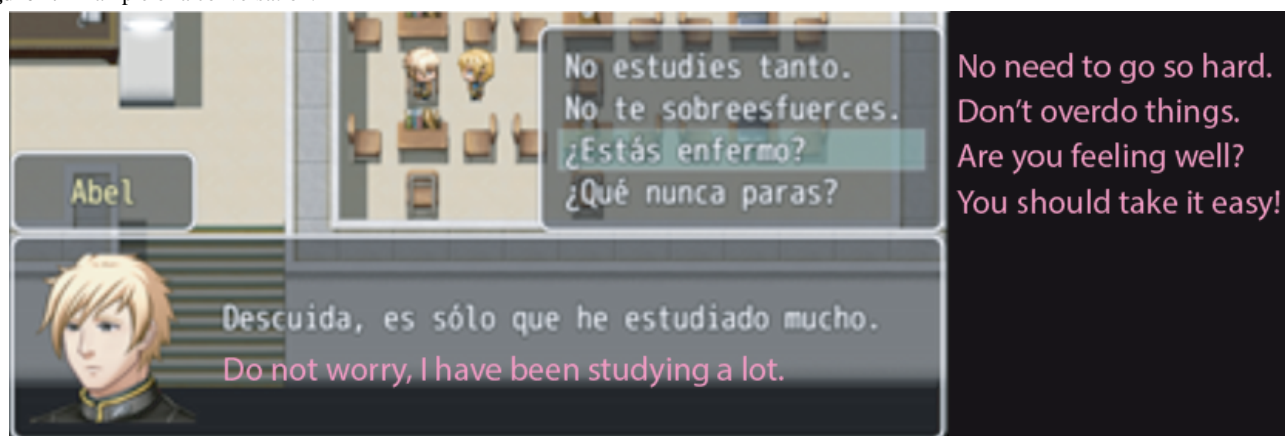 No estudies tanto.
No te sobreesfuerces.
¿Estás enfermo?
¿Qué nunca paras?
No need to go so hard.
Don't overdo things.
Are you feeling well?
You should take it easy!
Abel
Descuida, es sólo que he estudiado mucho.
Do not worry, I have been studying a lot.